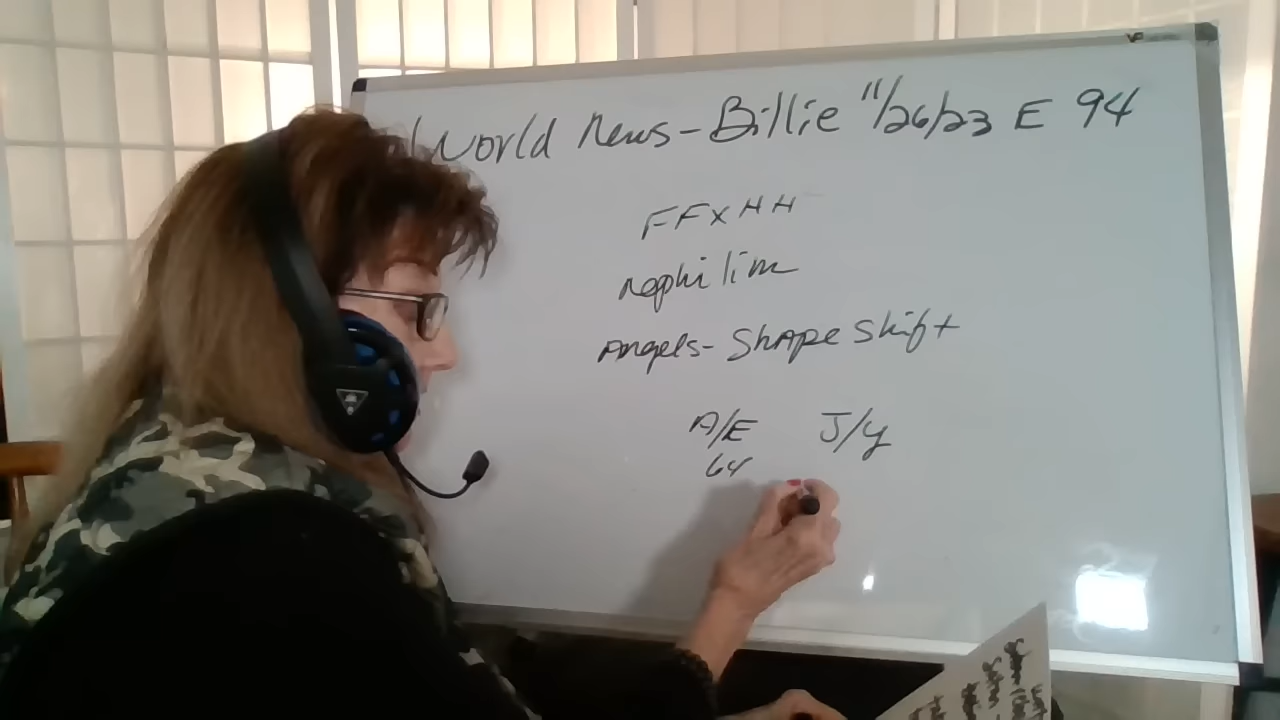 World News - Billie 11/26/23 E 94
FFXHH
Nephilim
Angels - Shape Shift
A/E J/Y
64